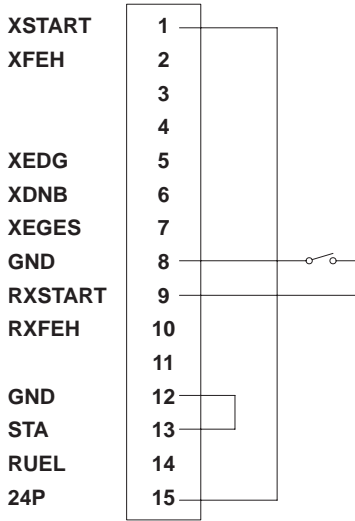 XSTART 1
XFEH 2
3
4
XEDG 5
XDNB 6
XEGES 7
GND 8
RXSTART 9
RXFEH 10
11
GND 12
STA 13
RUEL 14
24P 15